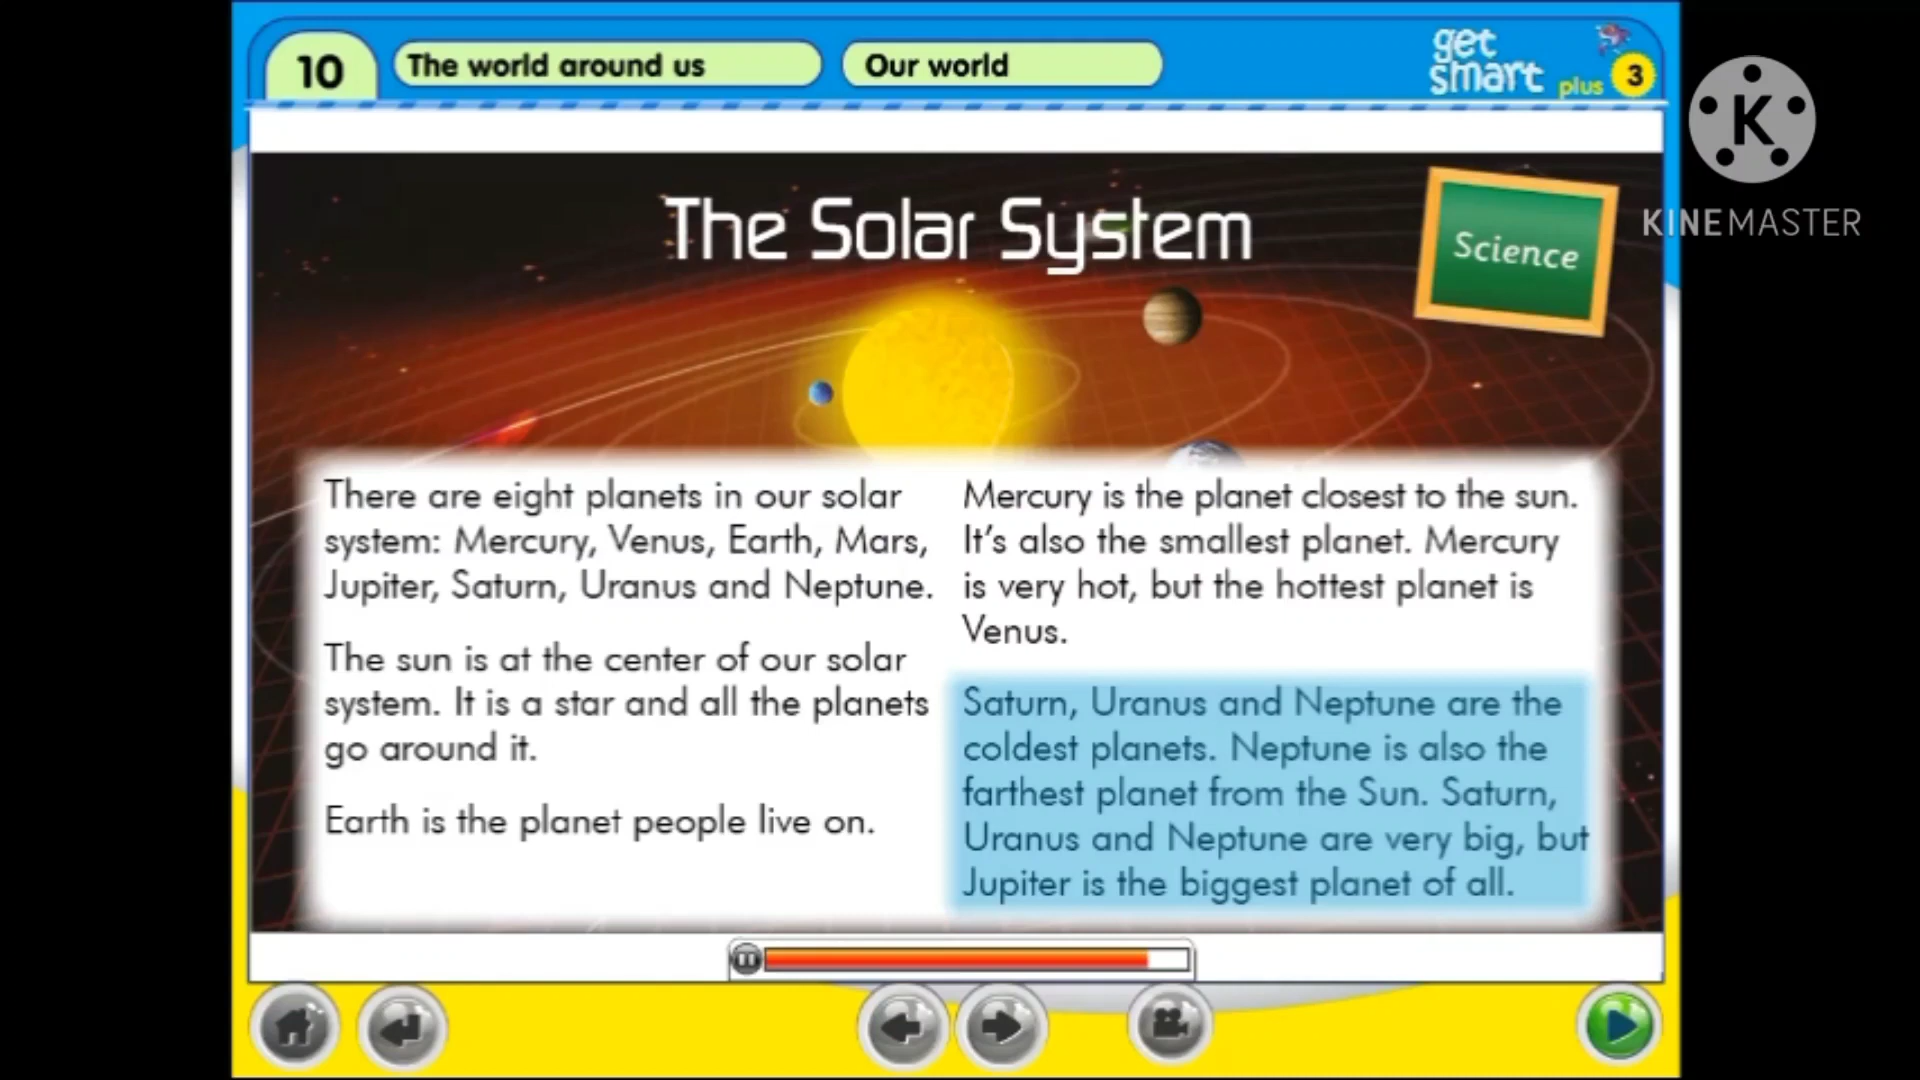 10
The world around us
Our world
get
smart
plus 3
K
KINEMASTER
The Solar System
Science
There are eight planets in our solar
system: Mercury, Venus, Earth, Mars,
Jupiter, Saturn, Uranus and Neptune.
The sun is at the center of our solar
system. It is a star and all the planets
go around it.
Earth is the planet people live on.
Mercury is the planet closest to the sun.
It's also the smallest planet. Mercury
is very hot, but the hottest planet is
Venus.
Saturn, Uranus and Neptune are the
coldest planets. Neptune is also the
farthest planet from the Sun. Saturn,
Uranus and Neptune are very big, but
Jupiter is the biggest planet of all.